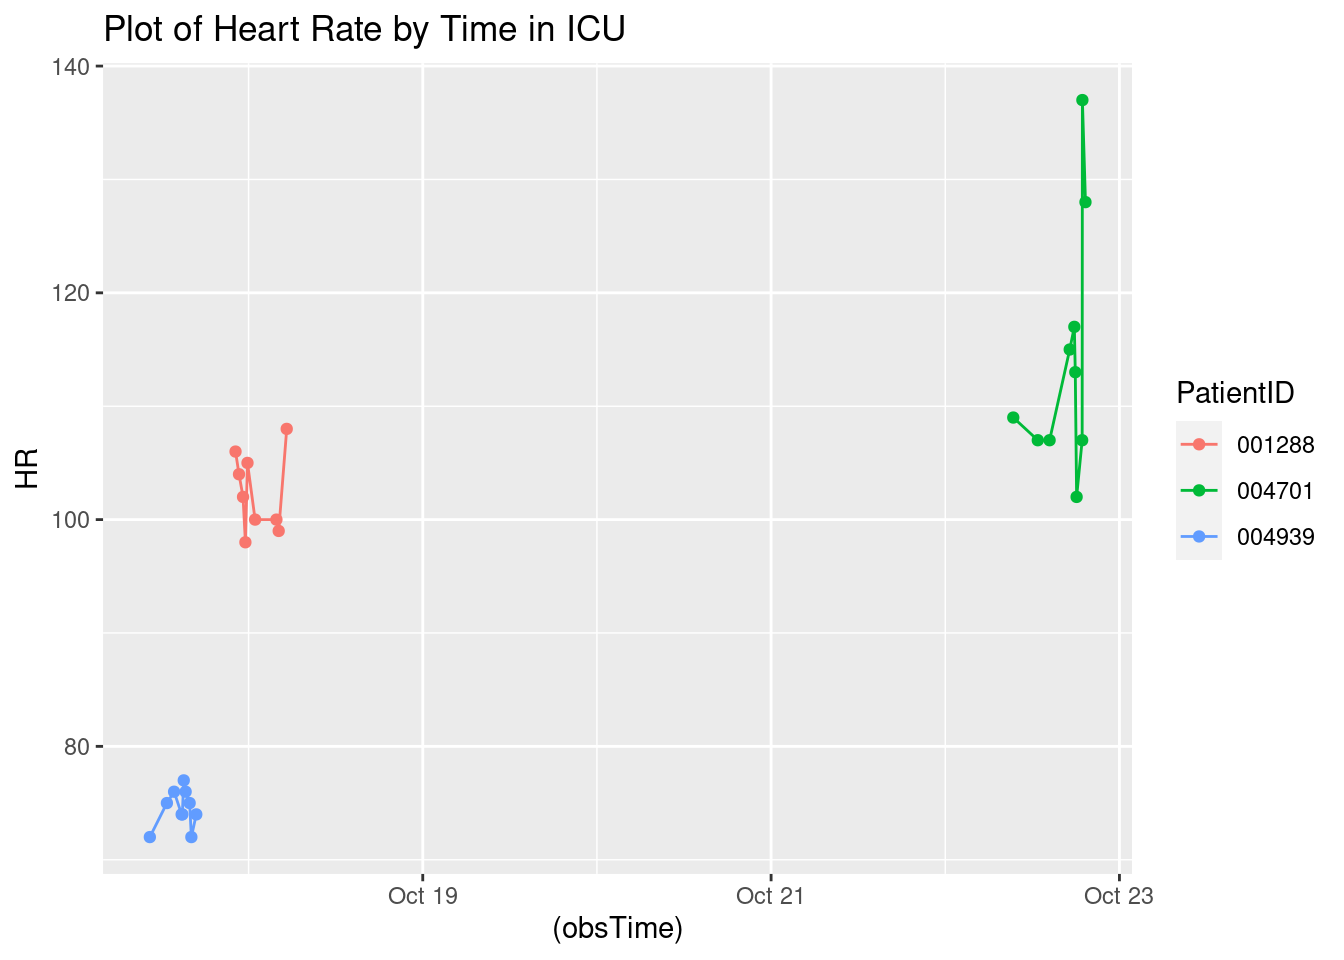 Plot of Heart Rate by Time in ICU
140
120
100
80
HR
Oct 19
Oct 21
Oct 23
(obsTime)
PatientID
001288
004701
004939